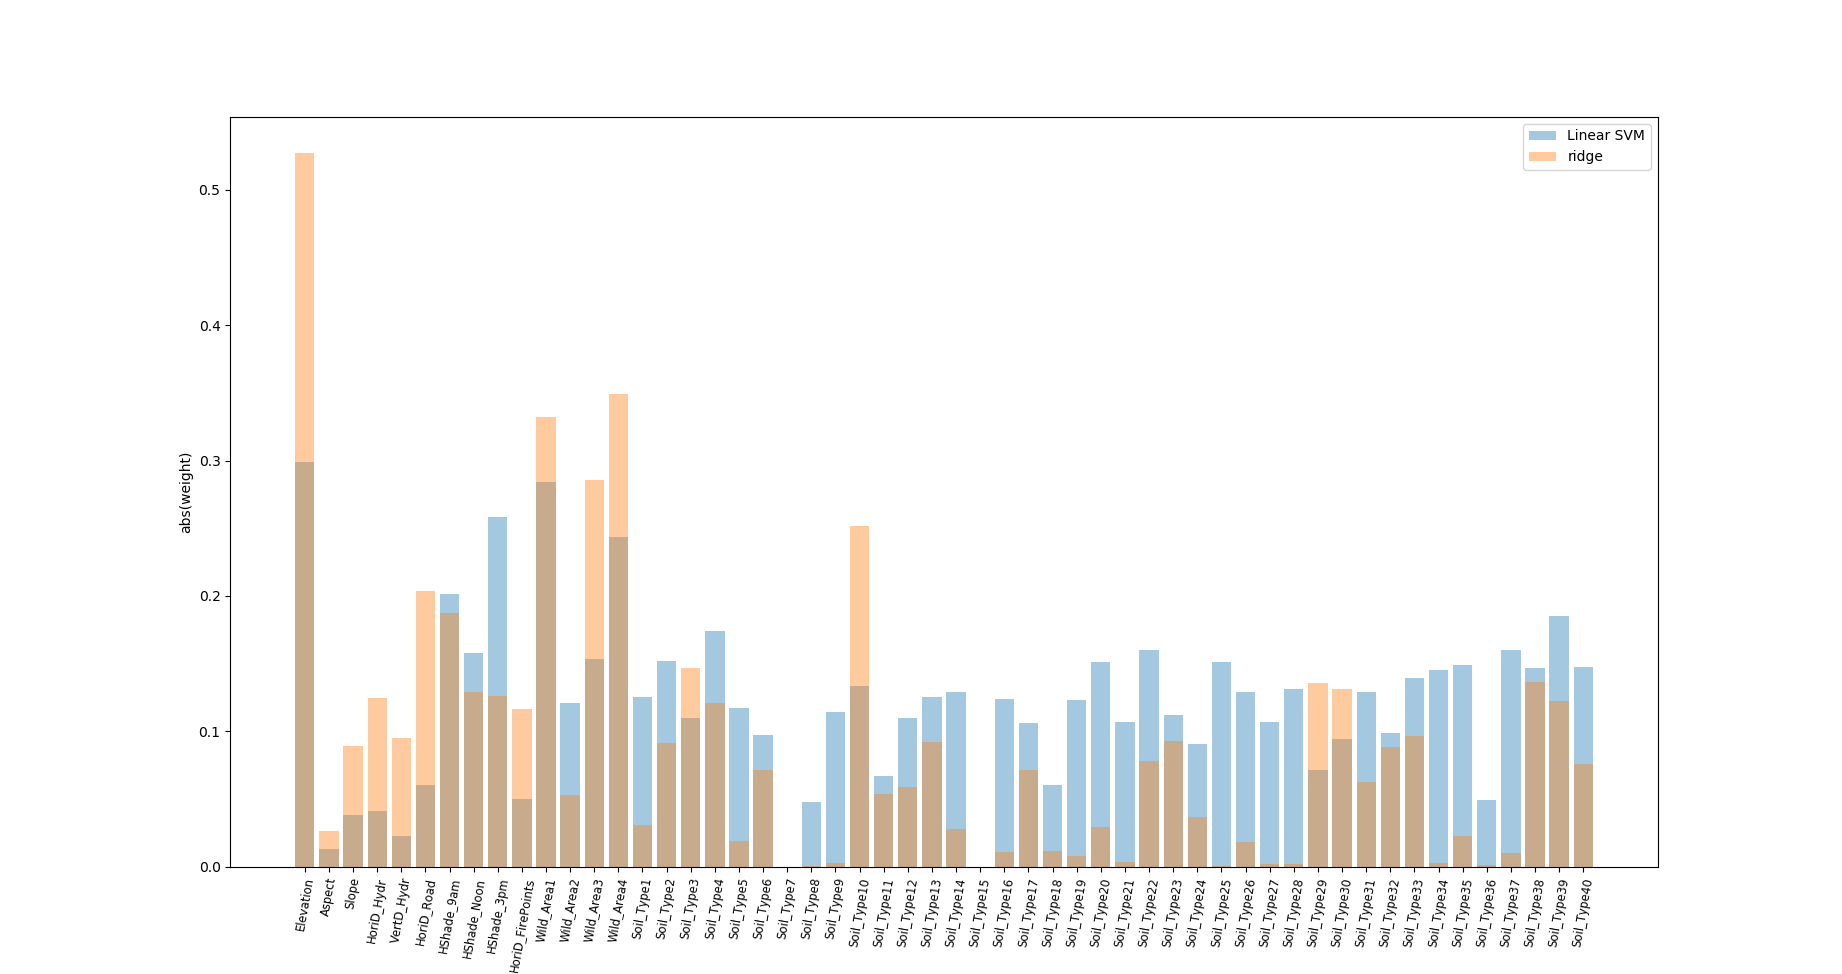 Linear SVM
ridge
0.5
0.4
0.3
0.2
0.1
0.0
abs(weight)
Elevation
Aspect
Slope
HoriD_Hydr
VertD_Hydr
HoriD_Road
HShade_9am
HShade_Noon
HShade_3pm
HoriD_FirePoints
Wild_Area1
Wild_Area2
Wild_Area3
Wild_Area4
Soil_Type1
Soil_Type2
Soil_Type3
Soil_Type4
Soil_Type5
Soil_Type6
Soil_Type7
Soil_Type8
Soil_Type9
Soil_Type10
Soil_Type11
Soil_Type12
Soil_Type13
Soil_Type14
Soil_Type15
Soil_Type16
Soil_Type17
Soil_Type18
Soil_Type19
Soil_Type20
Soil_Type21
Soil_Type22
Soil_Type23
Soil_Type24
Soil_Type25
Soil_Type26
Soil_Type27
Soil_Type28
Soil_Type29
Soil_Type30
Soil_Type31
Soil_Type32
Soil_Type33
Soil_Type34
Soil_Type35
Soil_Type36
Soil_Type37
Soil_Type38
Soil_Type39
Soil_Type40